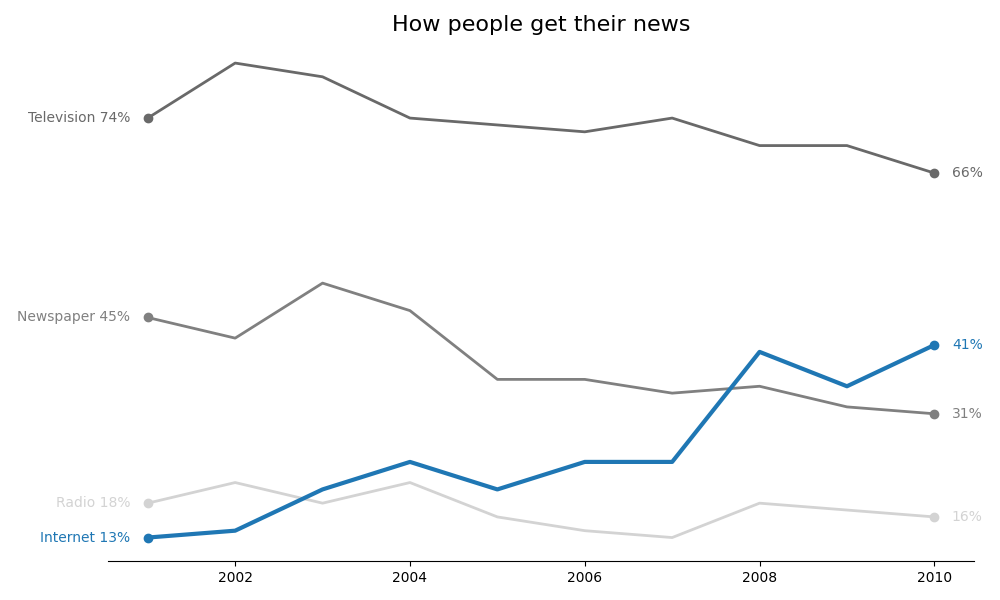 How people get their news
Television 74%
66%
Newspaper 45%
41%
31%
Radio 18%
16%
Internet 13%
2002 2004 2006 2008 2010